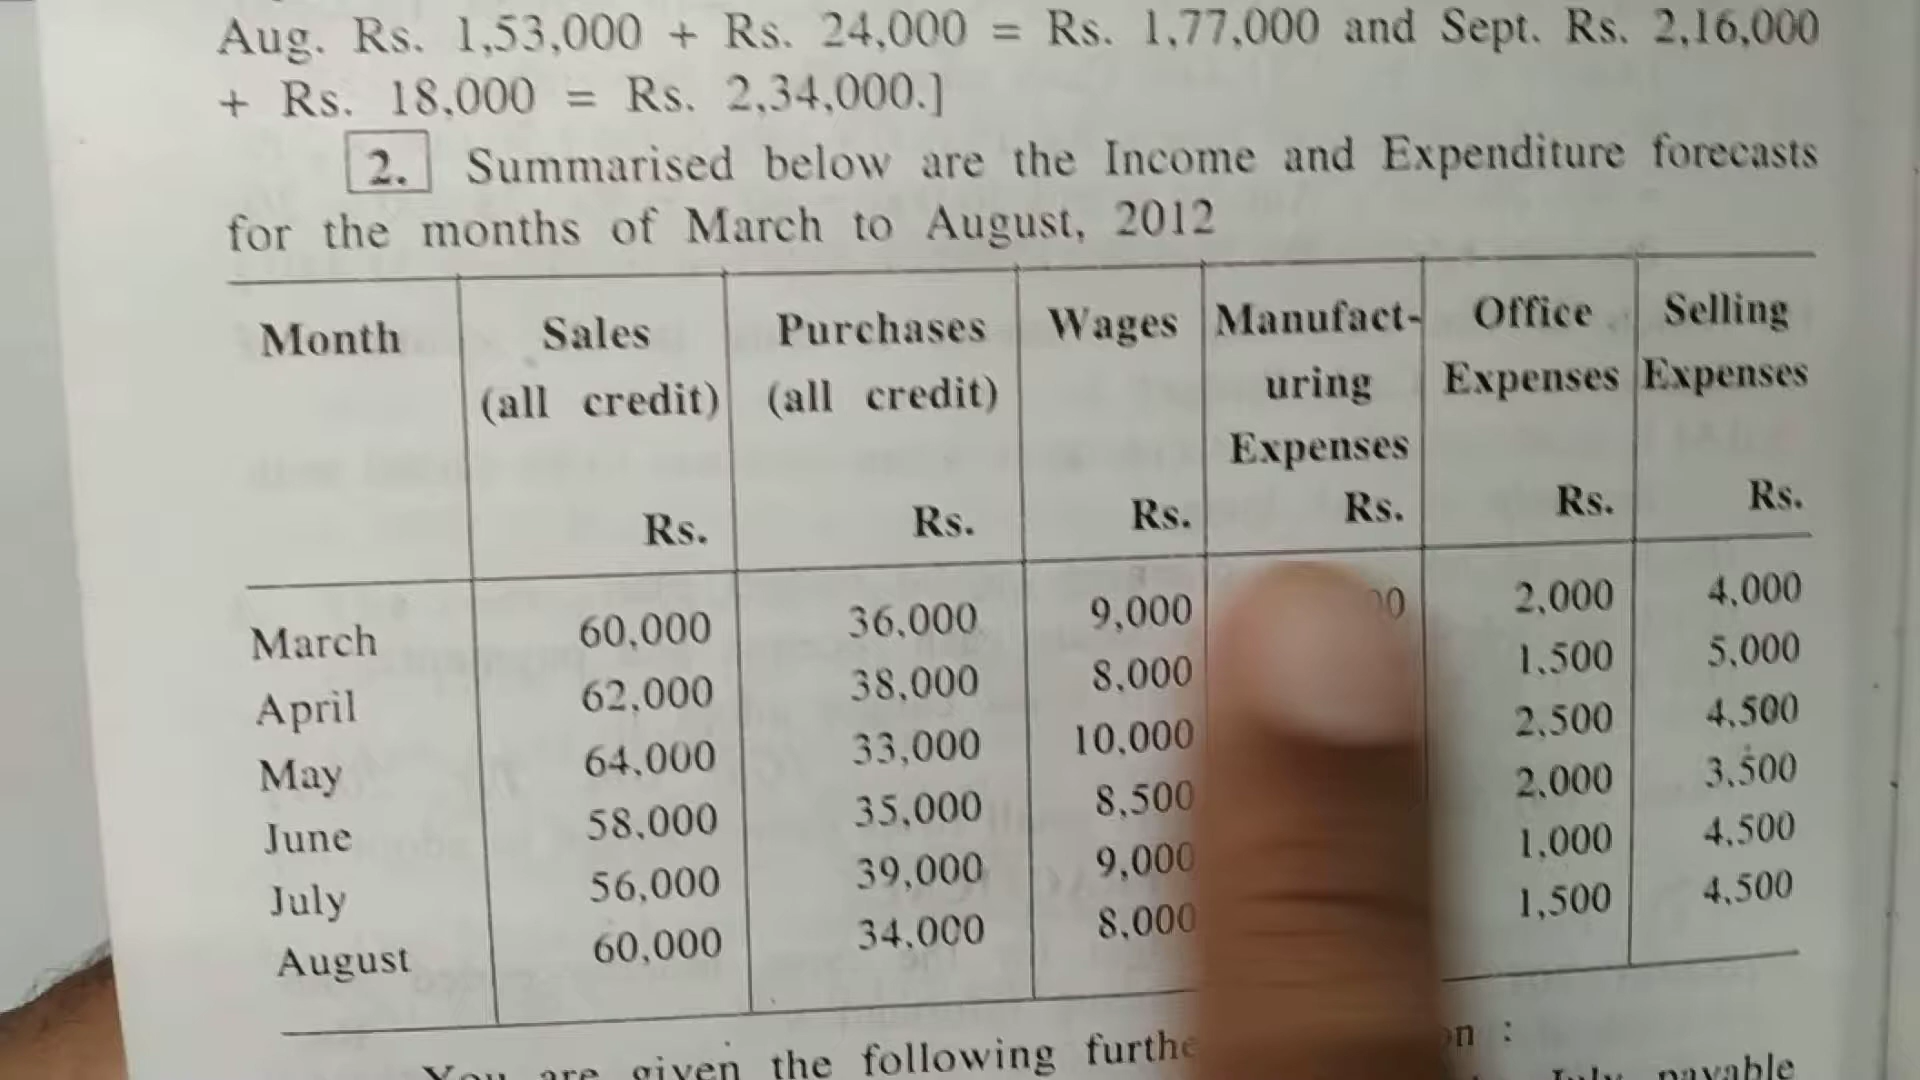 Aug. Rs. 1,53,000 + Rs. 24,000 = Rs. 1,77,000 and Sept. Rs. 2,16,000
+ Rs. 18,000 = Rs. 2,34,000.]
2. Summarised below are the Income and Expenditure forecasts
for the months of March to August, 2012
Month Sales Purchases Wages Manufact- Office Selling
(all credit) (all credit) uring Expenses Expenses
Expenses
Rs. Rs. Rs. Rs. Rs. Rs.
March 60,000 36,000 9,000 2,000 4,000
April 62,000 38,000 8,000 1,500 5,000
May 64,000 33,000 10,000 2,500 4,500
June 58,000 35,000 8,500 2,000 3,500
July 56,000 39,000 9,000 1,000 4,500
August 60,000 34,000 8,000 1,500 4,500
You are given the following :
July payable